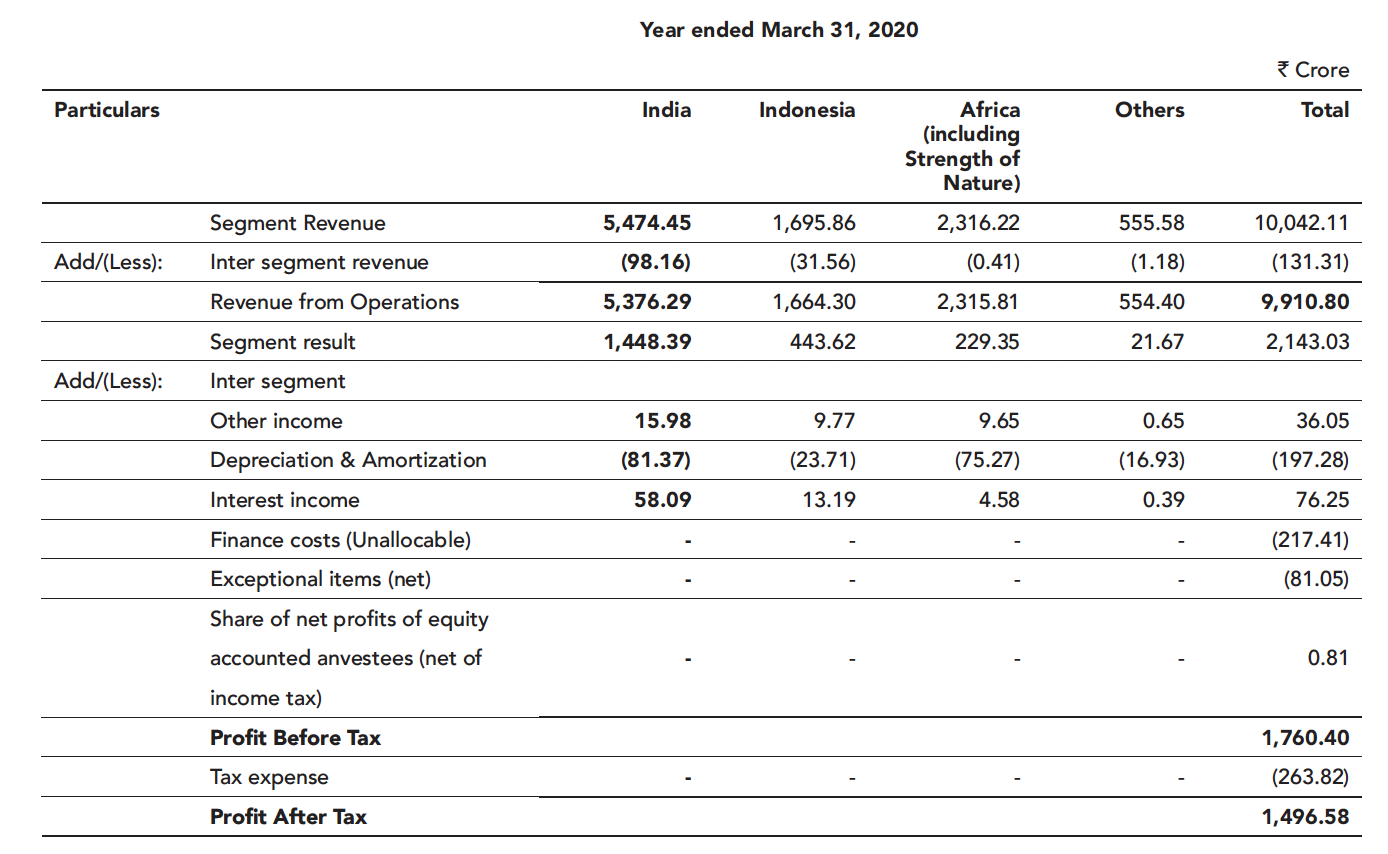 Year ended March 31, 2020
₹ Crore
Particulars India Indonesia Africa (including Strength of Nature) Others Total
Segment Revenue 5,474.45 1,695.86 2,316.22 555.58 10,042.11
Add/(Less): Inter segment revenue (98.16) (31.56) (0.41) (1.18) (131.31)
Revenue from Operations 5,376.29 1,664.30 2,315.81 554.40 9,910.80
Segment result 1,448.39 443.62 229.35 21.67 2,143.03
Add/(Less): Inter segment
Other income 15.98 9.77 9.65 0.65 36.05
Depreciation & Amortization (81.37) (23.71) (75.27) (16.93) (197.28)
Interest income 58.09 13.19 4.58 0.39 76.25
Finance costs (Unallocable) - - - - (217.41)
Exceptional items (net) - - - - (81.05)
Share of net profits of equity
accounted anvestees (net of - - - - 0.81
income tax)
Profit Before Tax 1,760.40
Tax expense - - - - (263.82)
Profit After Tax 1,496.58